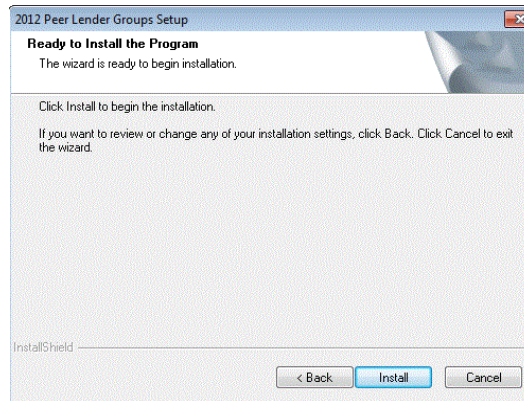 2012 Peer Lender Groups Setup
Ready to Install the Program
The wizard is ready to begin installation.
Click Install to begin the installation.
If you want to review or change any of your installation settings, click Back. Click Cancel to exit
the wizard.
InstallShield
< Back Install Cancel